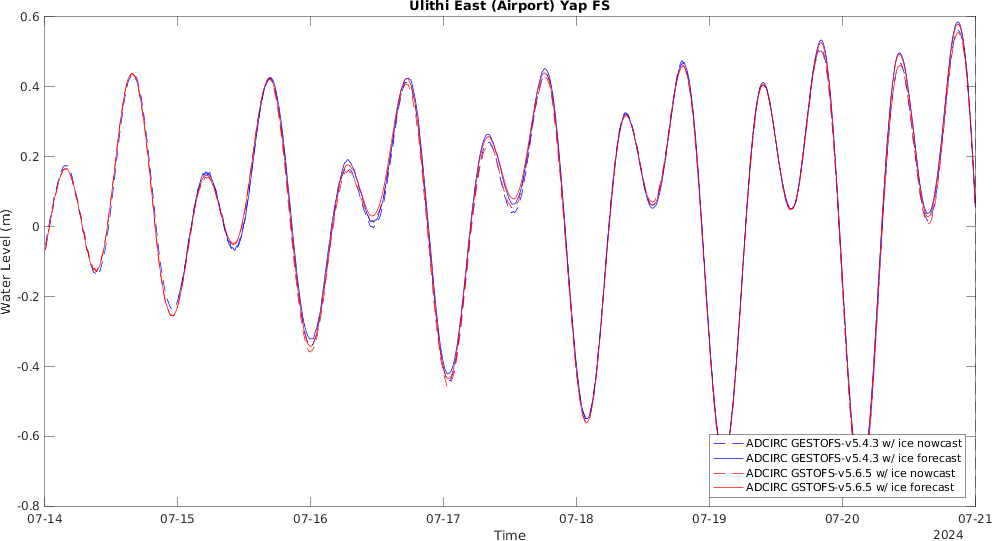 Ulithi East (Airport) Yap FS
0.6
0.4
0.2
0
-0.2
-0.4
-0.6
-0.8
Water Level (m)
ADCIRC GESTOFS-v5.4.3 w/ ice nowcast
ADCIRC GESTOFS-v5.4.3 w/ ice forecast
ADCIRC GSTOFS-v5.6.5 w/ ice nowcast
ADCIRC GSTOFS-v5.6.5 w/ ice forecast
07-14 07-15 07-16 07-17 07-18 07-19 07-20 07-21
Time
2024